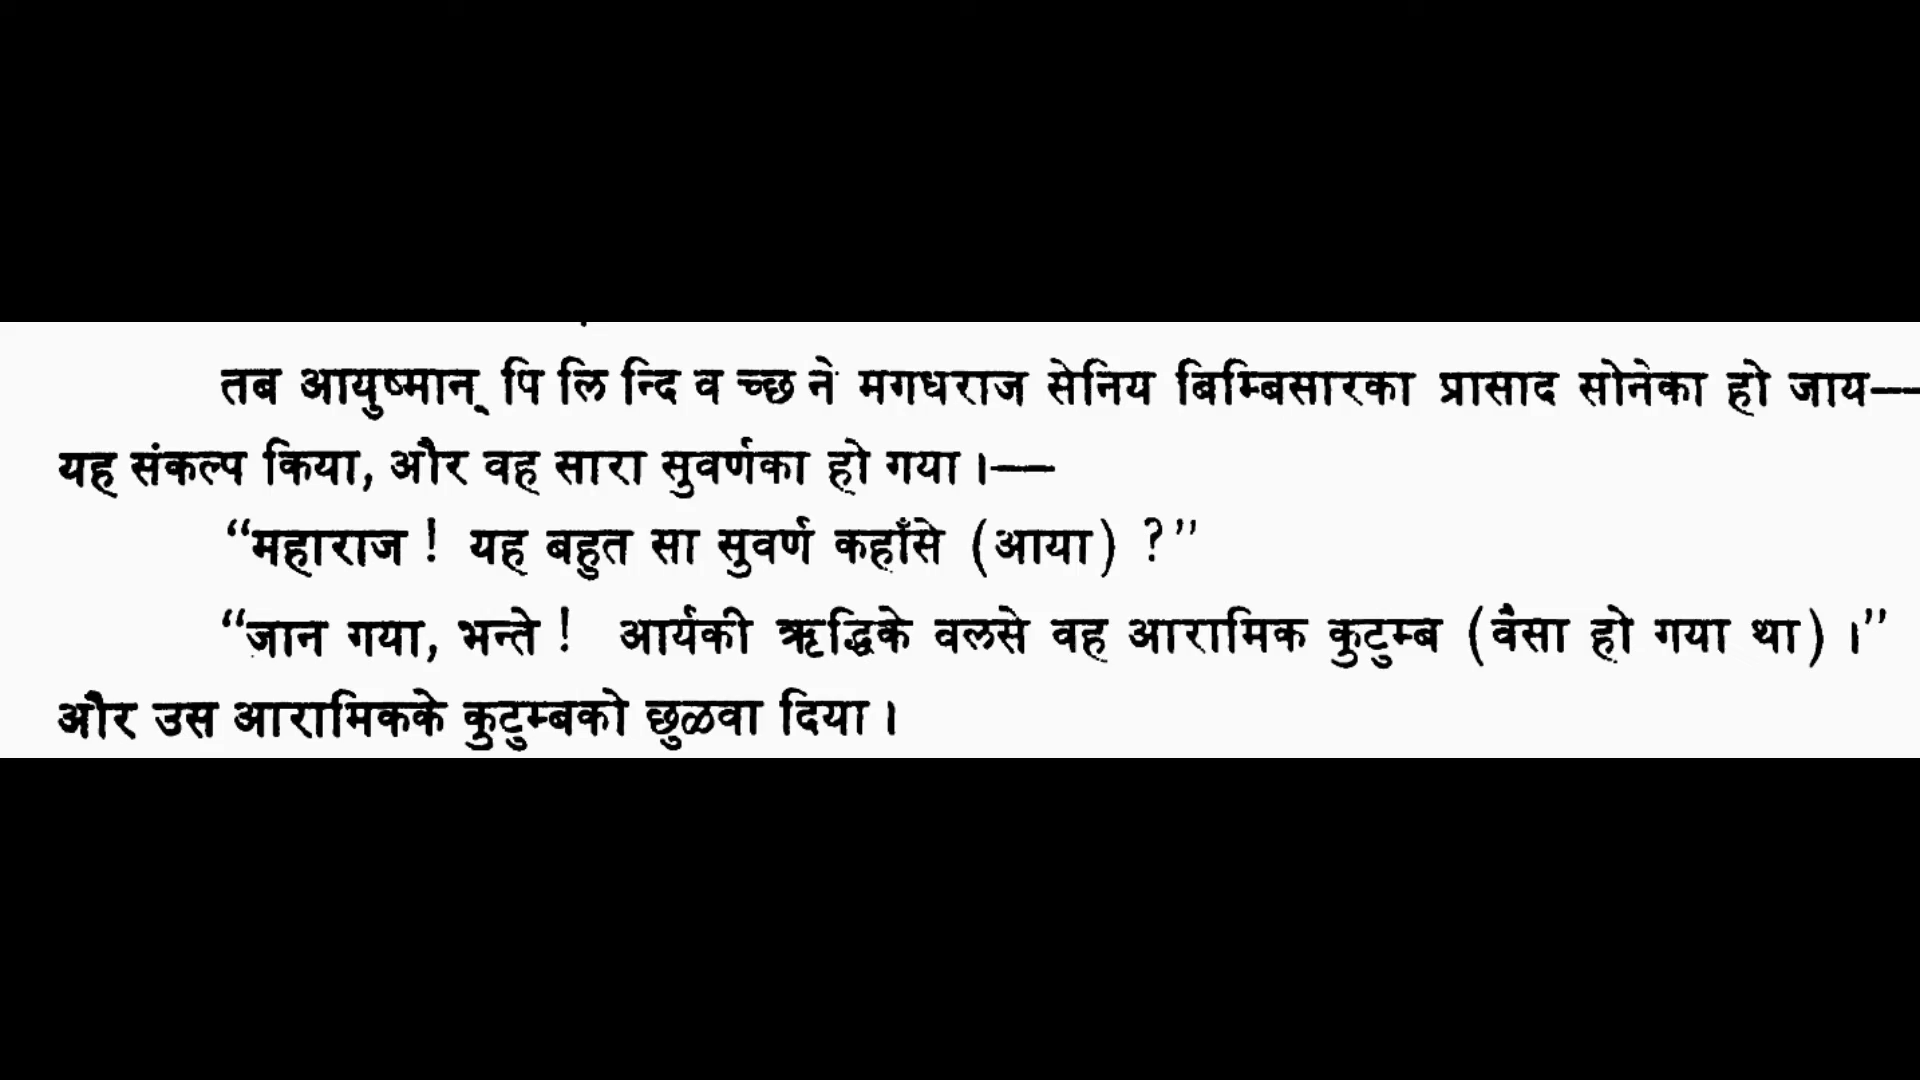 तब आयुष्मान् पि लि न्दि व च्छ ने मगधराज सेनिय बिम्बिसारका प्रासाद सोनेका हो जाय—
यह संकल्प किया, और वह सारा सुवर्णका हो गया।—
“महाराज ! यह बहुत सा सुवर्ण कहाँसे (आया) ?”
“जान गया, भन्ते ! आर्यकी ऋद्धिके वलसे वह आरामिक कुटुम्ब (वैसा हो गया था) ।”
और उस आरामिकके कुटुम्बको छुळवा दिया।